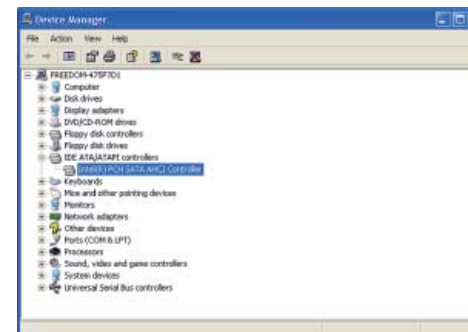 Device Manager
File Action View Help
FREEDOM-475F7D1
Computer
Disk drives
Display adapters
DVD/CD-ROM drives
Floppy disk controllers
Floppy disk drives
IDE ATA/ATAPI controllers
Intel(R) PCH SATA AHCI Controller
Keyboards
Mice and other pointing devices
Monitors
Network adapters
Other devices
Ports (COM & LPT)
Processors
Sound, video and game controllers
System devices
Universal Serial Bus controllers